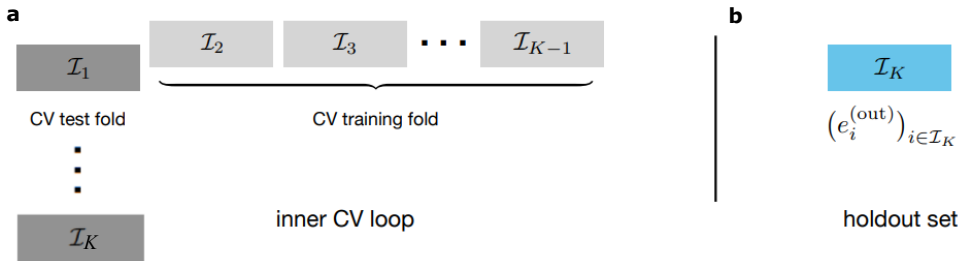 a
b
𝓘₁
𝓘₂
𝓘₃
· · ·
𝓘_{K−1}
𝓘_K
CV test fold
CV training fold
(e_i^{(out)})_{i∈𝓘_K}
𝓘_K
inner CV loop
holdout set